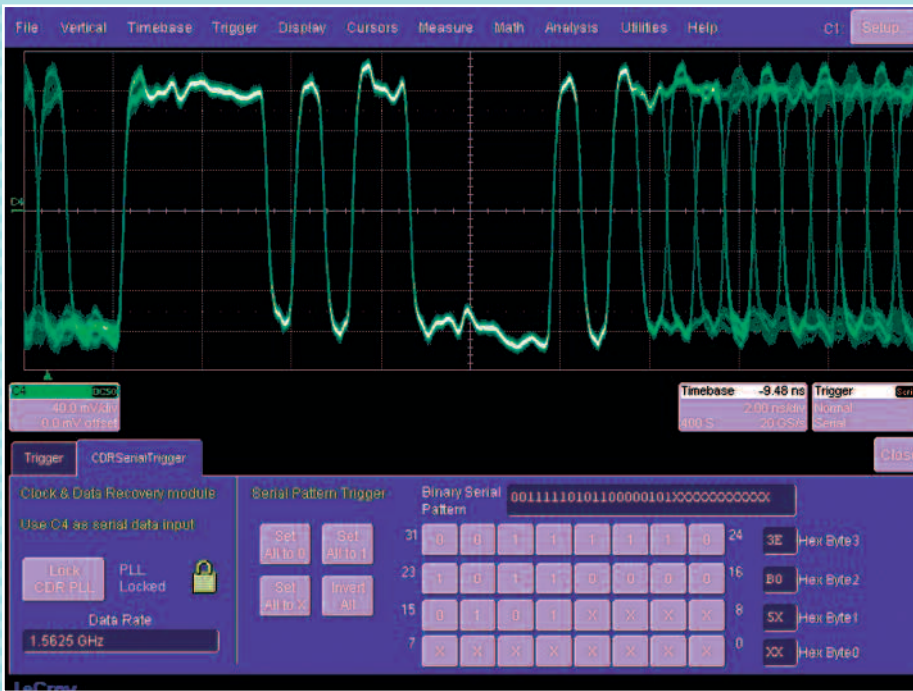 File Vertical Timebase Trigger Display Cursors Measure Math Analysis Utilities Help C1 Setup...
C4
C4 DC50
40.0 mV/div
0.0 mV offset
Timebase -9.48 ns
2.00 ns/div
400 S 20 GS/s
Trigger
Normal
Serial
Trigger CDRSerialTrigger Close
Clock & Data Recovery module
Use C4 as serial data input
Lock CDR PLL
PLL Locked
Data Rate
1.5625 GHz
Serial Pattern Trigger
Set All to 0
Set All to 1
Set All to X
Invert All
Binary Serial Pattern
31 0 0 1 1 1 1 1 0 24 3E Hex Byte3
23 1 0 1 1 0 0 0 0 16 B0 Hex Byte2
15 0 1 0 1 X X X X 8 5X Hex Byte1
7 X X X X X X X X 0 XX Hex Byte0
LeCroy